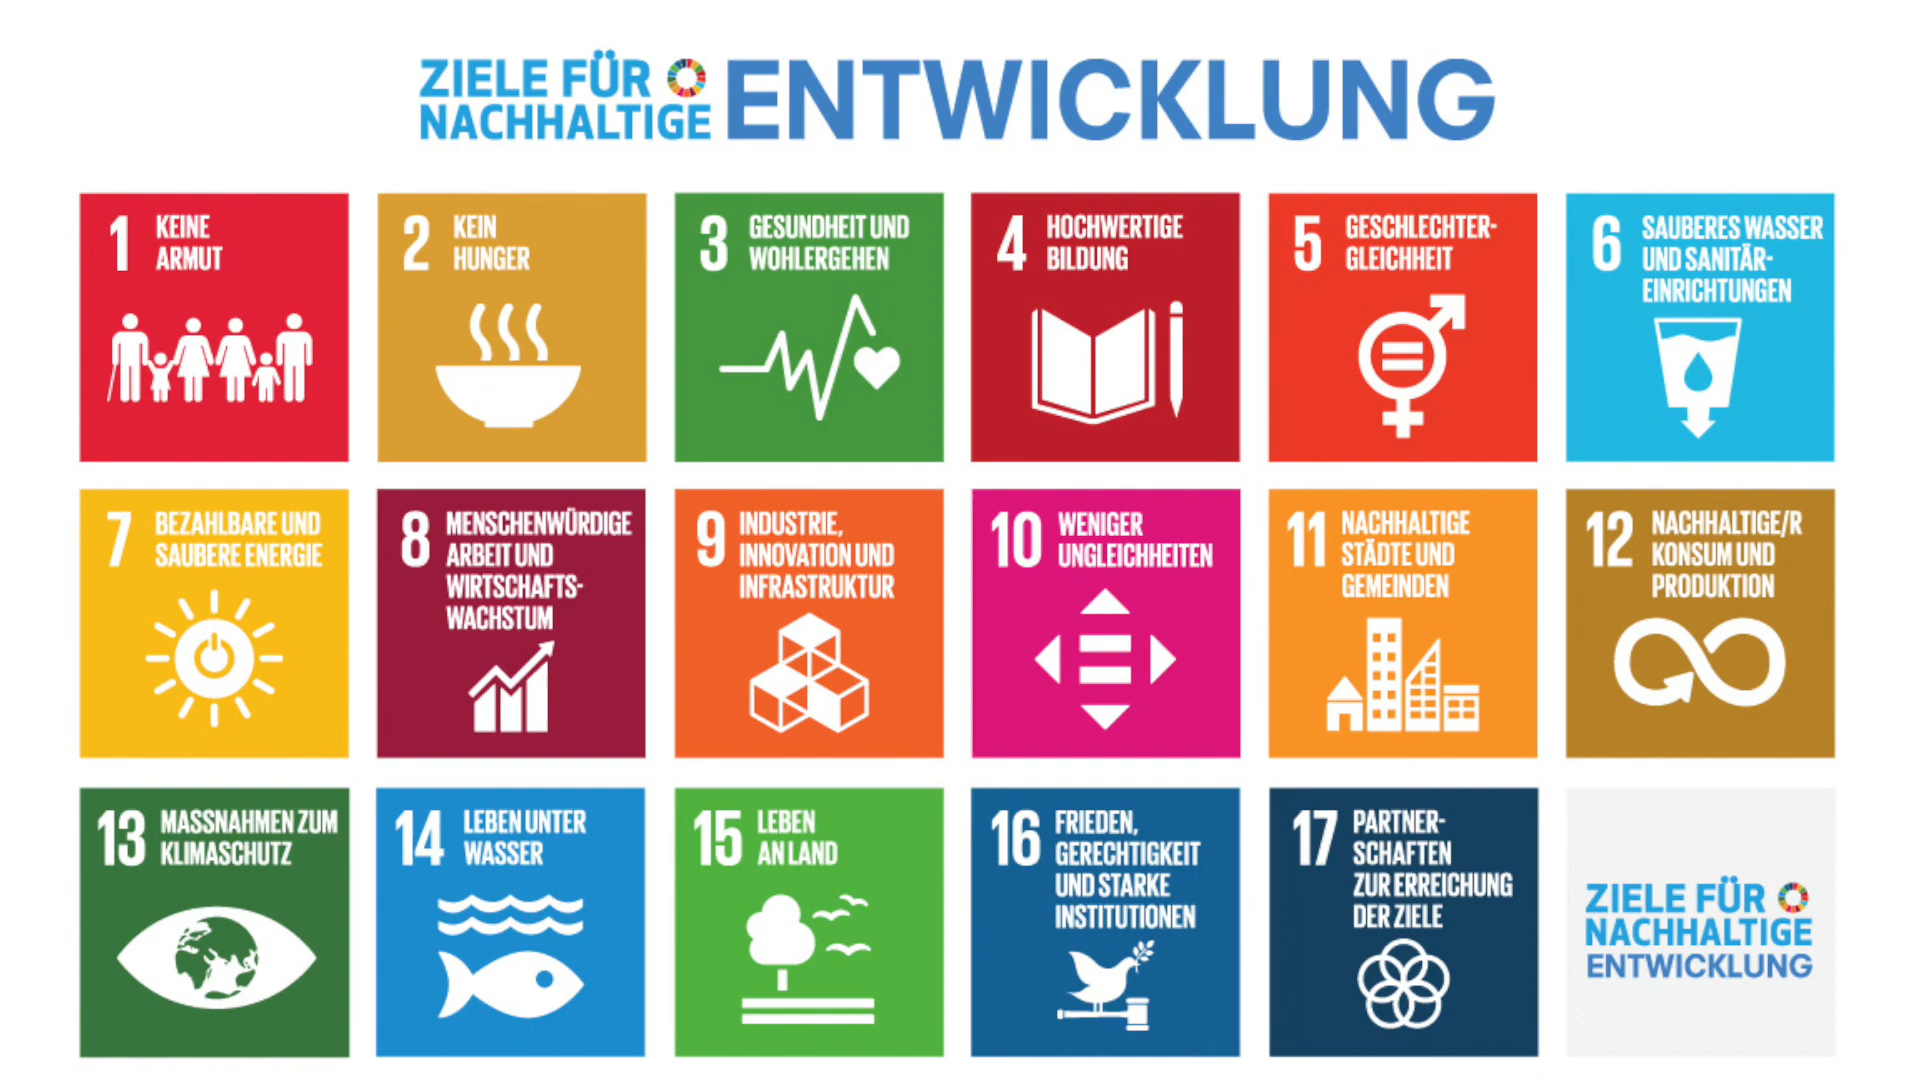 ZIELE FÜR
NACHHALTIGE ENTWICKLUNG
1 KEINE
ARMUT
2 KEIN
HUNGER
3 GESUNDHEIT UND
WOHLERGEHEN
4 HOCHWERTIGE
BILDUNG
5 GESCHLECHTER-
GLEICHHEIT
6 SAUBERES WASSER
UND SANITÄR-
EINRICHTUNGEN
7 BEZAHLBARE UND
SAUBERE ENERGIE
8 MENSCHENWÜRDIGE
ARBEIT UND
WIRTSCHAFTS-
WACHSTUM
9 INDUSTRIE,
INNOVATION UND
INFRASTRUKTUR
10 WENIGER
UNGLEICHHEITEN
11 NACHHALTIGE
STÄDTE UND
GEMEINDEN
12 NACHHALTIGE/R
KONSUM UND
PRODUKTION
13 MASSNAHMEN ZUM
KLIMASCHUTZ
14 LEBEN UNTER
WASSER
15 LEBEN
AN LAND
16 FRIEDEN,
GERECHTIGKEIT
UND STARKE
INSTITUTIONEN
17 PARTNER-
SCHAFTEN
ZUR ERREICHUNG
DER ZIELE
ZIELE FÜR
NACHHALTIGE
ENTWICKLUNG